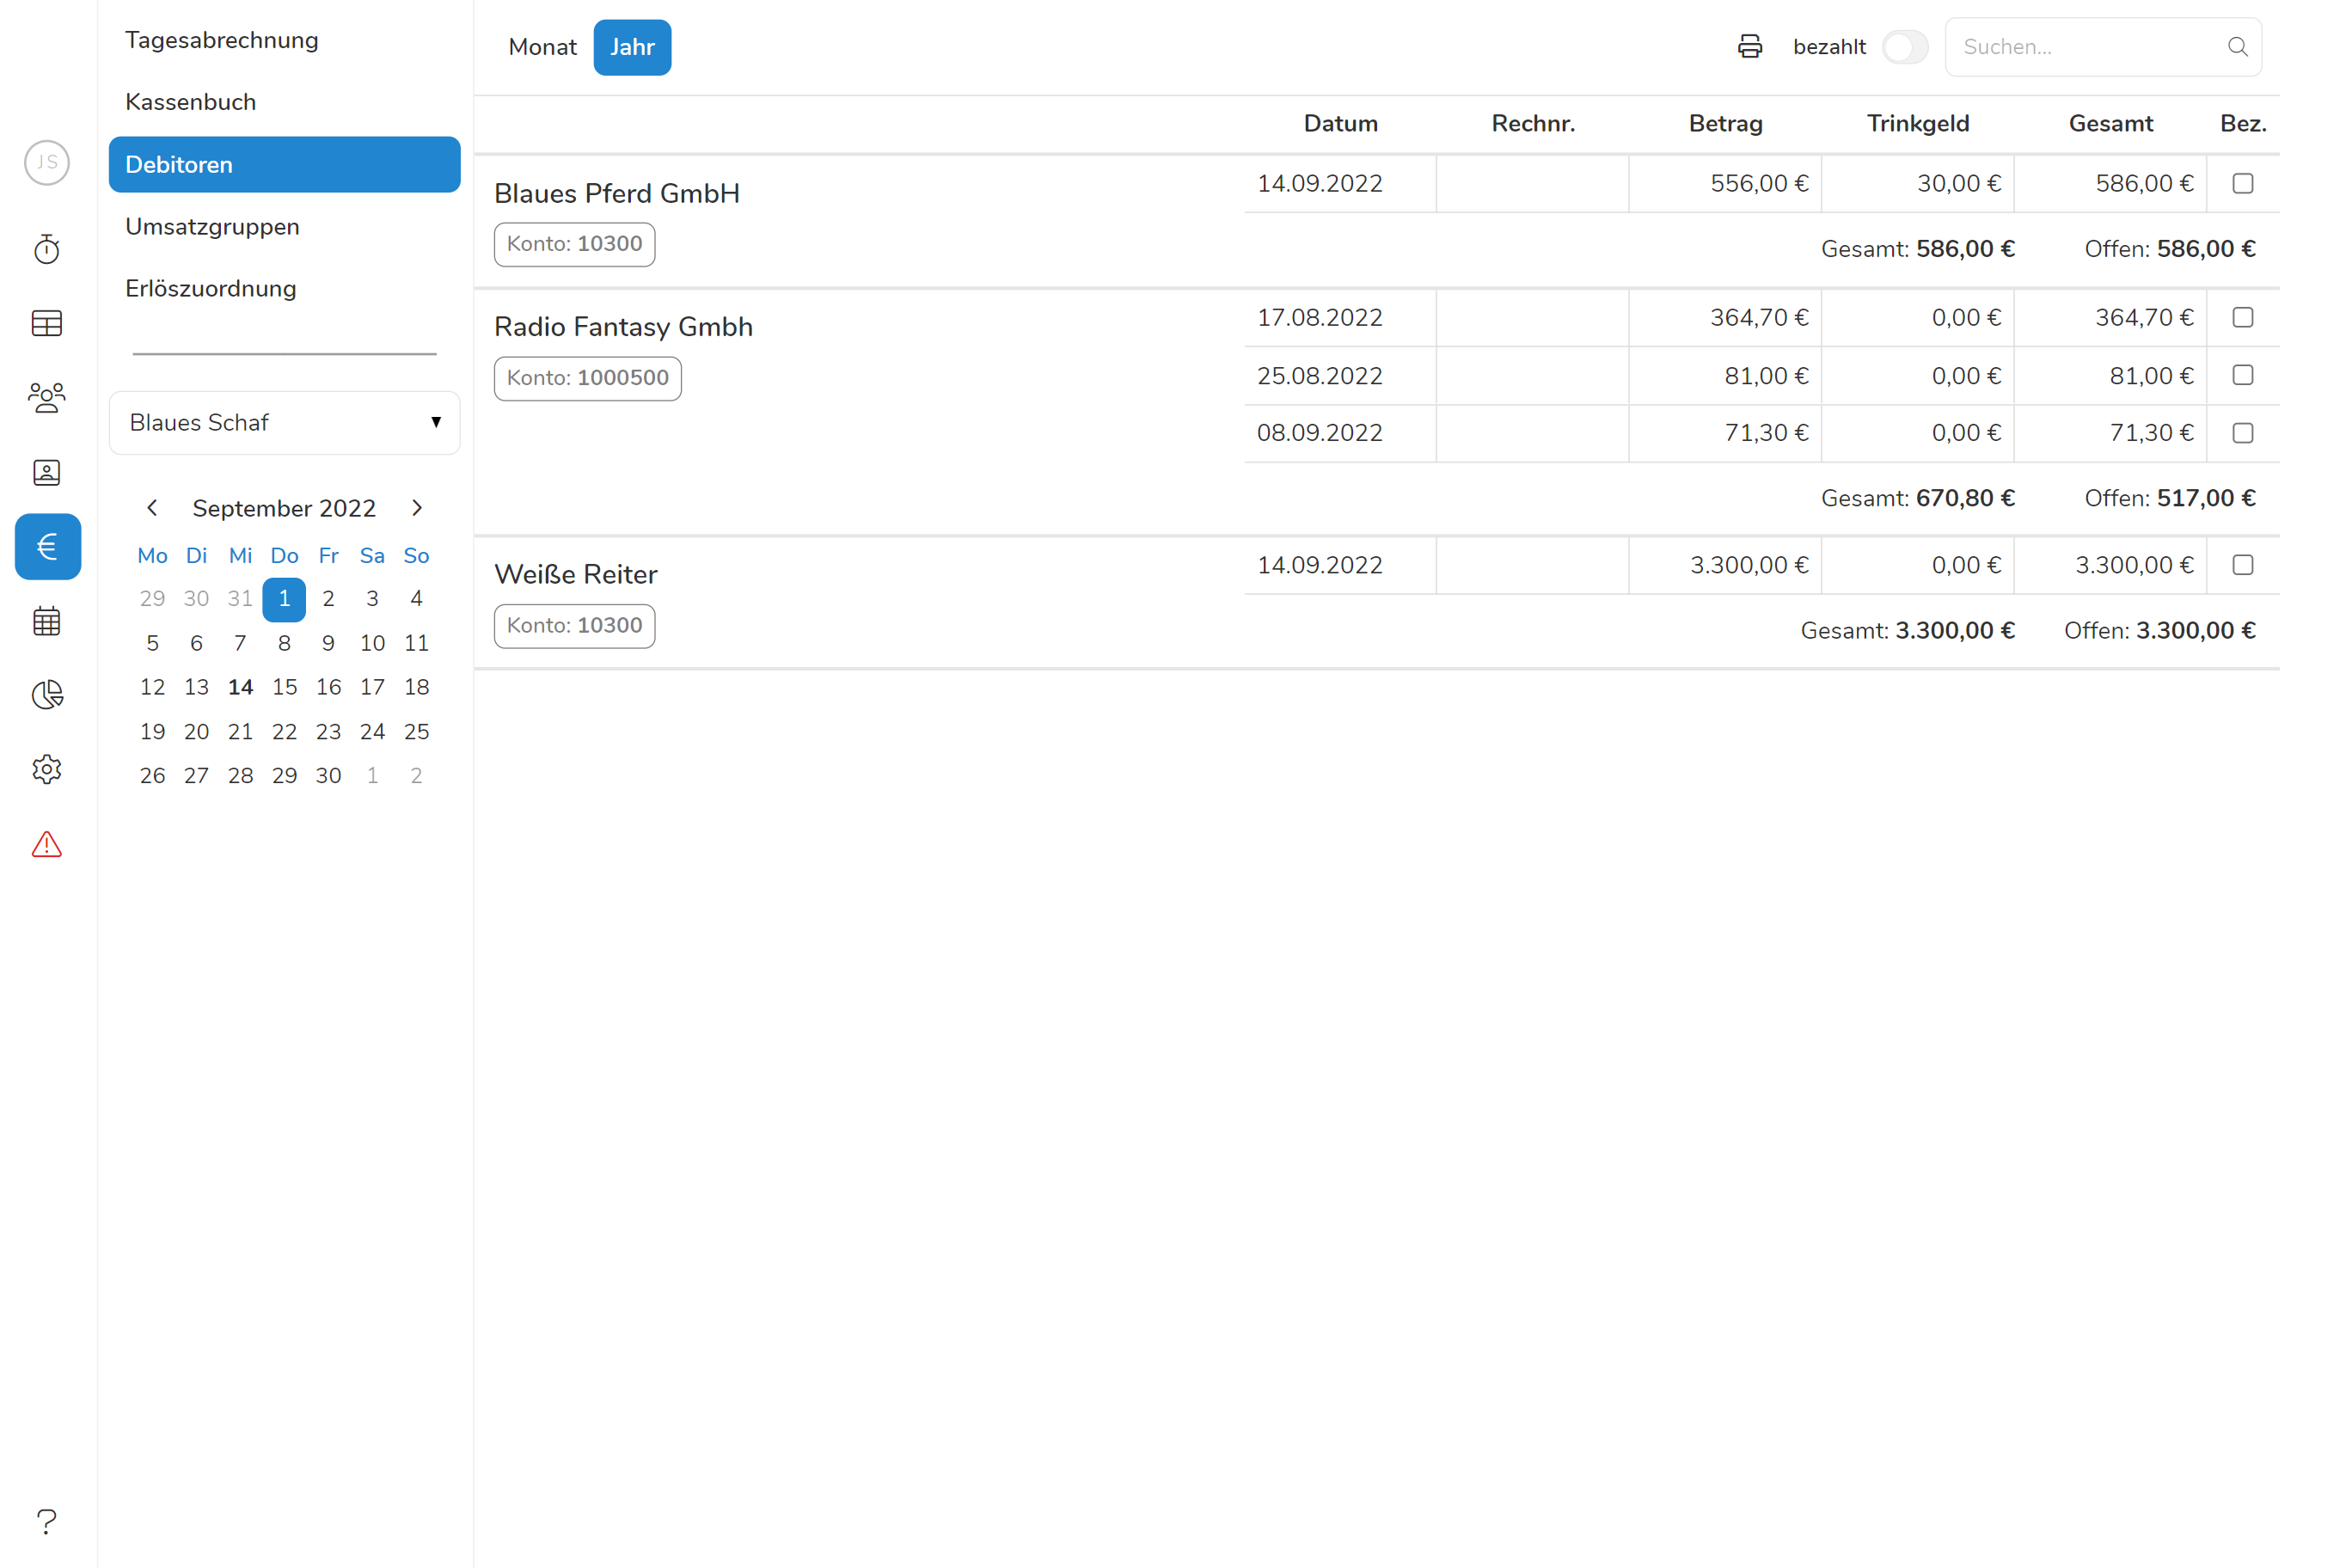 JS
Tagesabrechnung
Kassenbuch
Debitoren
Umsatzgruppen
Erlöszuordnung
Blaues Schaf
September 2022
Mo Di Mi Do Fr Sa So
29 30 31 1 2 3 4
5 6 7 8 9 10 11
12 13 14 15 16 17 18
19 20 21 22 23 24 25
26 27 28 29 30 1 2
Monat Jahr bezahlt Suchen...
Datum Rechnr. Betrag Trinkgeld Gesamt Bez.
Blaues Pferd GmbH
Konto: 10300
14.09.2022 556,00 € 30,00 € 586,00 €
Gesamt: 586,00 € Offen: 586,00 €
Radio Fantasy Gmbh
Konto: 1000500
17.08.2022 364,70 € 0,00 € 364,70 €
25.08.2022 81,00 € 0,00 € 81,00 €
08.09.2022 71,30 € 0,00 € 71,30 €
Gesamt: 670,80 € Offen: 517,00 €
Weiße Reiter
Konto: 10300
14.09.2022 3.300,00 € 0,00 € 3.300,00 €
Gesamt: 3.300,00 € Offen: 3.300,00 €